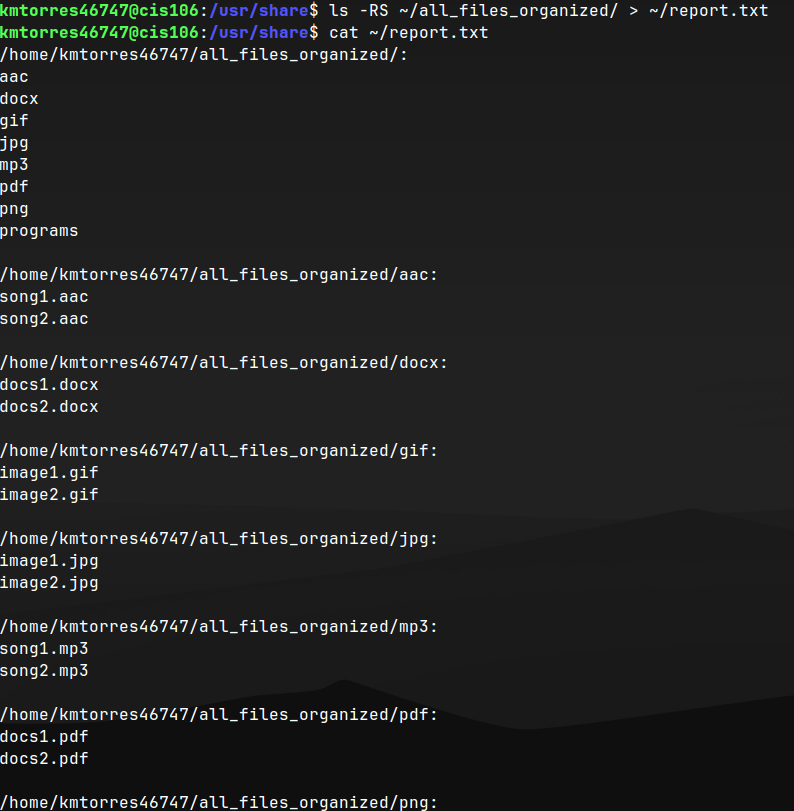 kmtorres46747@cis106:/usr/share$ ls -RS ~/all_files_organized/ > ~/report.txt
kmtorres46747@cis106:/usr/share$ cat ~/report.txt
/home/kmtorres46747/all_files_organized/:
aac
docx
gif
jpg
mp3
pdf
png
programs

/home/kmtorres46747/all_files_organized/aac:
song1.aac
song2.aac

/home/kmtorres46747/all_files_organized/docx:
docs1.docx
docs2.docx

/home/kmtorres46747/all_files_organized/gif:
image1.gif
image2.gif

/home/kmtorres46747/all_files_organized/jpg:
image1.jpg
image2.jpg

/home/kmtorres46747/all_files_organized/mp3:
song1.mp3
song2.mp3

/home/kmtorres46747/all_files_organized/pdf:
docs1.pdf
docs2.pdf

/home/kmtorres46747/all_files_organized/png: